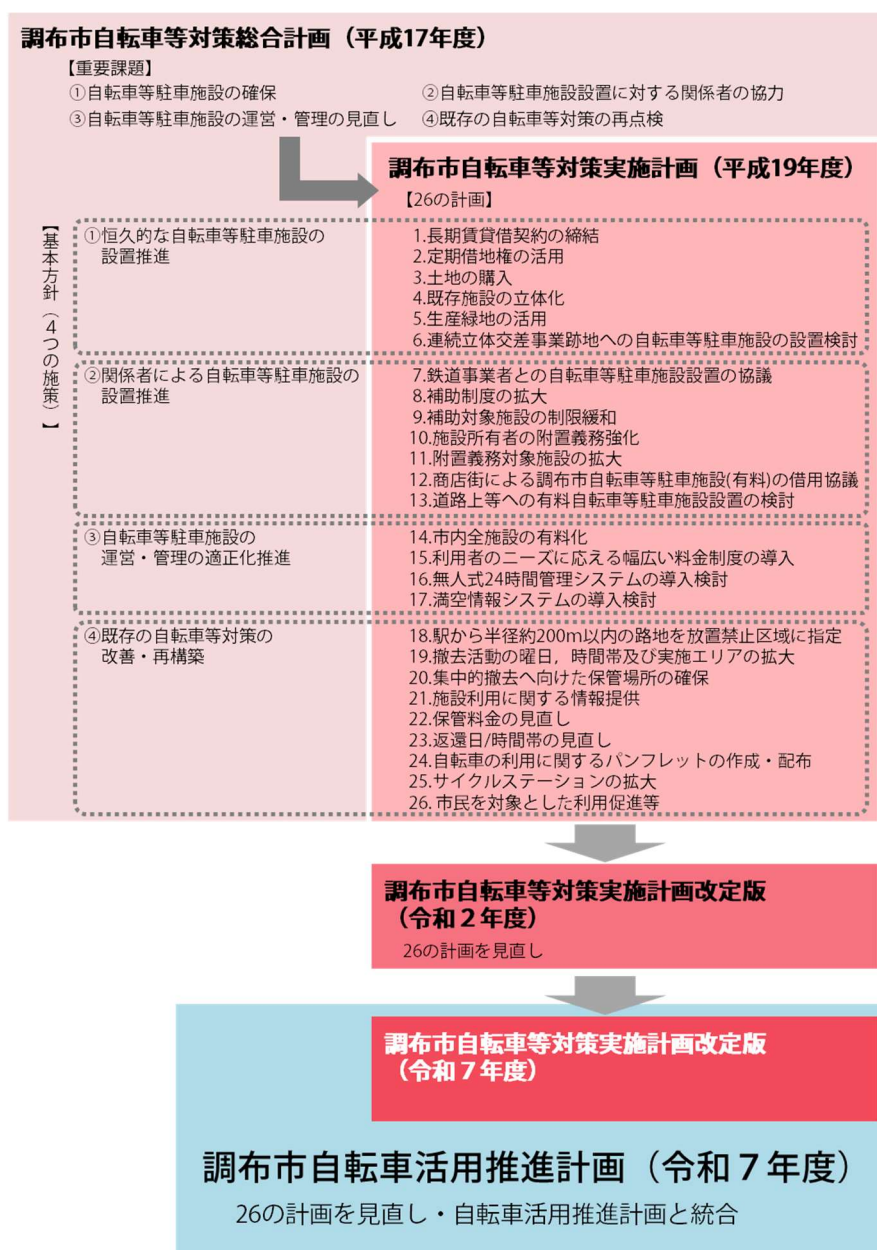 調布市自転車等対策総合計画（平成17年度）
【重要課題】
①自転車等駐車施設の確保
②自転車等駐車施設設置に対する関係者の協力
③自転車等駐車施設の運営・管理の見直し
④既存の自転車等対策の再点検
調布市自転車等対策実施計画（平成19年度）
【26の計画】
【基本方針（４つの施策）】
①恒久的な自転車等駐車施設の
設置推進
1.長期賃貸借契約の締結
2.定期借地権の活用
3.土地の購入
4.既存施設の立体化
5.生産緑地の活用
6.連続立体交差事業跡地への自転車等駐車施設の設置検討
②関係者による自転車等駐車施設の
設置推進
7.鉄道事業者との自転車等駐車施設設置の協議
8.補助制度の拡大
9.補助対象施設の制限緩和
10.施設所有者の附置義務強化
11.附置義務対象施設の拡大
12.商店街による調布市自転車等駐車施設(有料)の借用協議
13.道路上等への有料自転車等駐車施設設置の検討
③自転車等駐車施設の
運営・管理の適正化推進
14.市内全施設の有料化
15.利用者のニーズに応える幅広い料金制度の導入
16.無人式24時間管理システムの導入検討
17.満空情報システムの導入検討
④既存の自転車等対策の
改善・再構築
18.駅から半径約200m以内の路地を放置禁止区域に指定
19.撤去活動の曜日，時間帯及び実施エリアの拡大
20.集中的撤去へ向けた保管場所の確保
21.施設利用に関する情報提供
22.保管料金の見直し
23.返還日/時間帯の見直し
24.自転車の利用に関するパンフレットの作成・配布
25.サイクルステーションの拡大
26.市民を対象とした利用促進等
調布市自転車等対策実施計画改定版
（令和２年度）
26の計画を見直し
調布市自転車等対策実施計画改定版
（令和７年度）
調布市自転車活用推進計画（令和７年度）
26の計画を見直し・自転車活用推進計画と統合